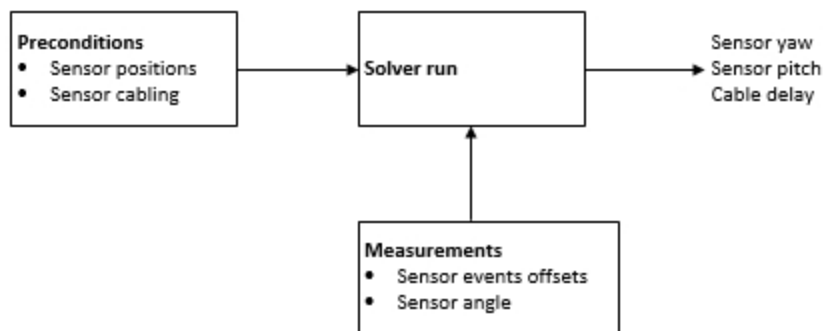 Preconditions
• Sensor positions
• Sensor cabling
Solver run
Sensor yaw
Sensor pitch
Cable delay
Measurements
• Sensor events offsets
• Sensor angle